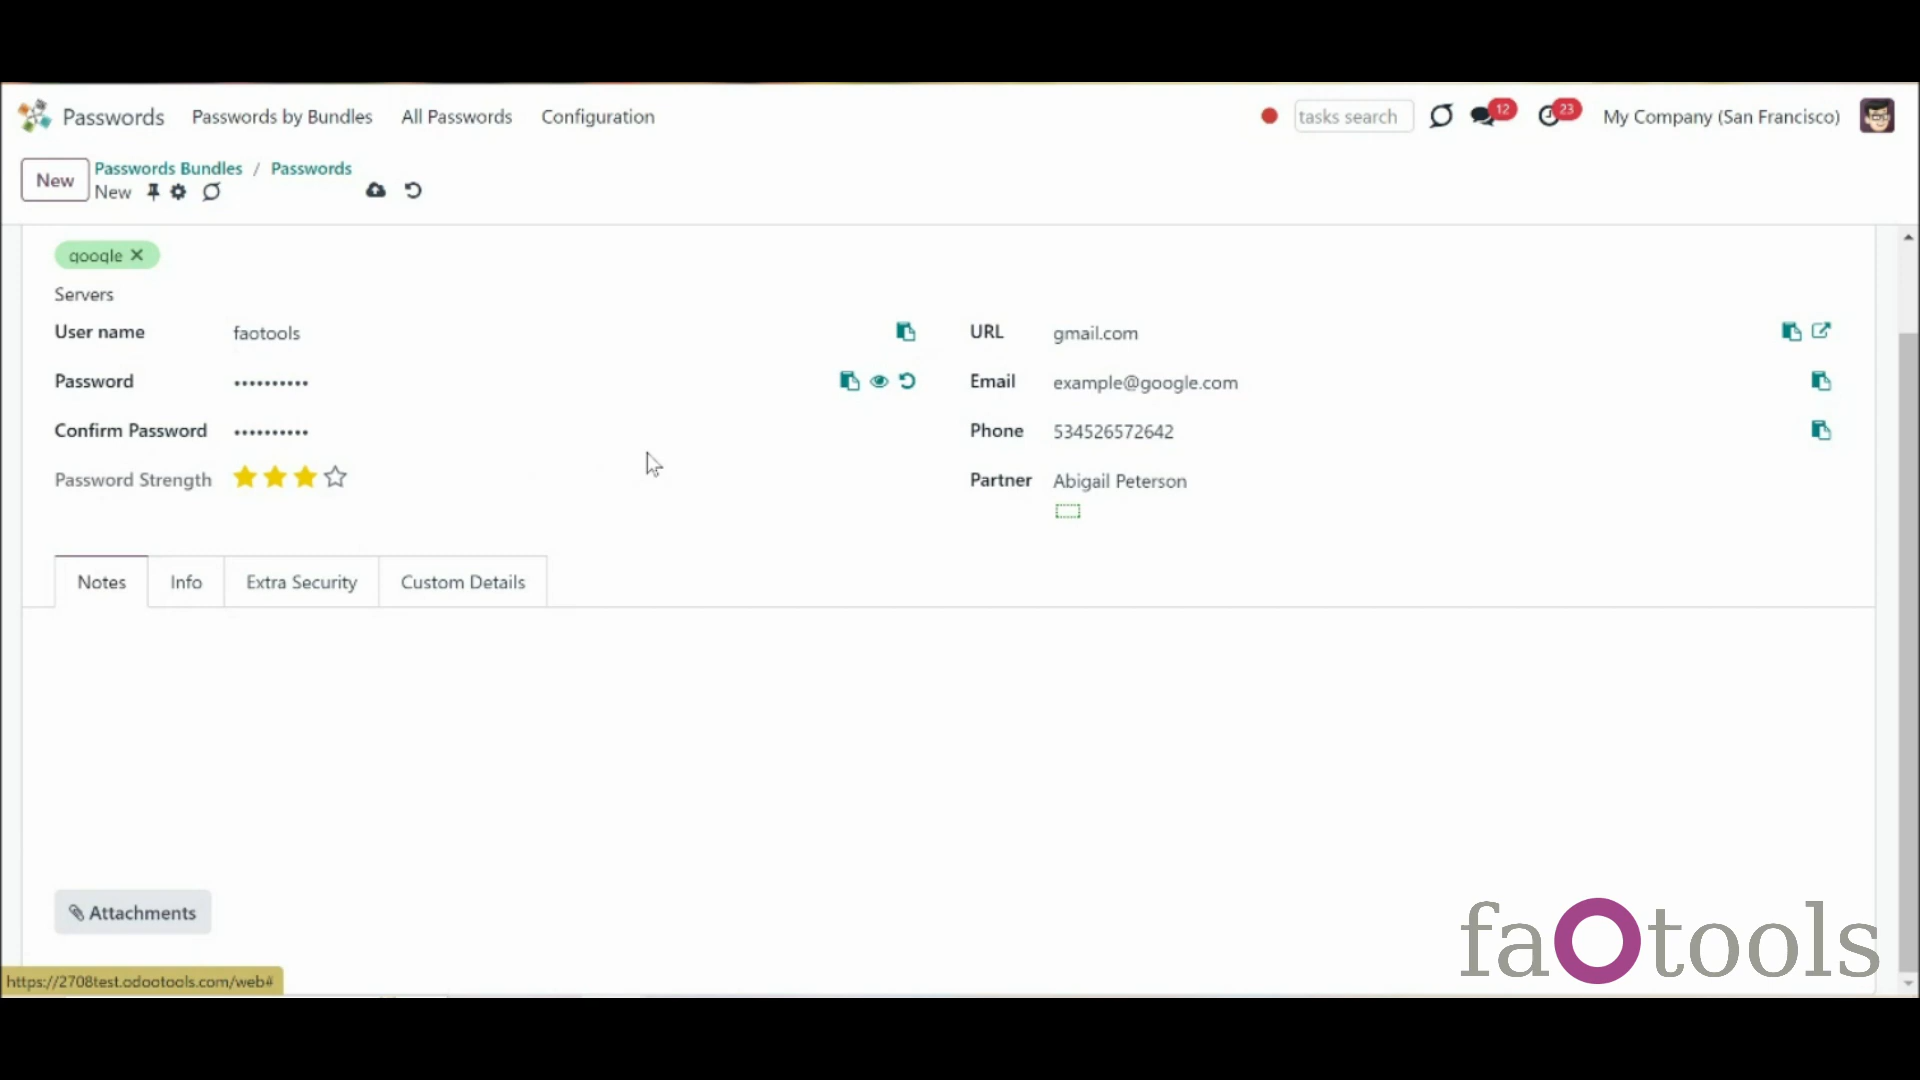 Passwords Passwords by Bundles All Passwords Configuration tasks search 12 23 My Company (San Francisco)
New Passwords Bundles / Passwords
New
google ✕
Servers
User name faotools URL gmail.com
Password •••••••••• Email example@google.com
Confirm Password •••••••••• Phone 534526572642
Password Strength Partner Abigail Peterson
Notes Info Extra Security Custom Details
Attachments
faOtools
https://2708test.odootools.com/web#